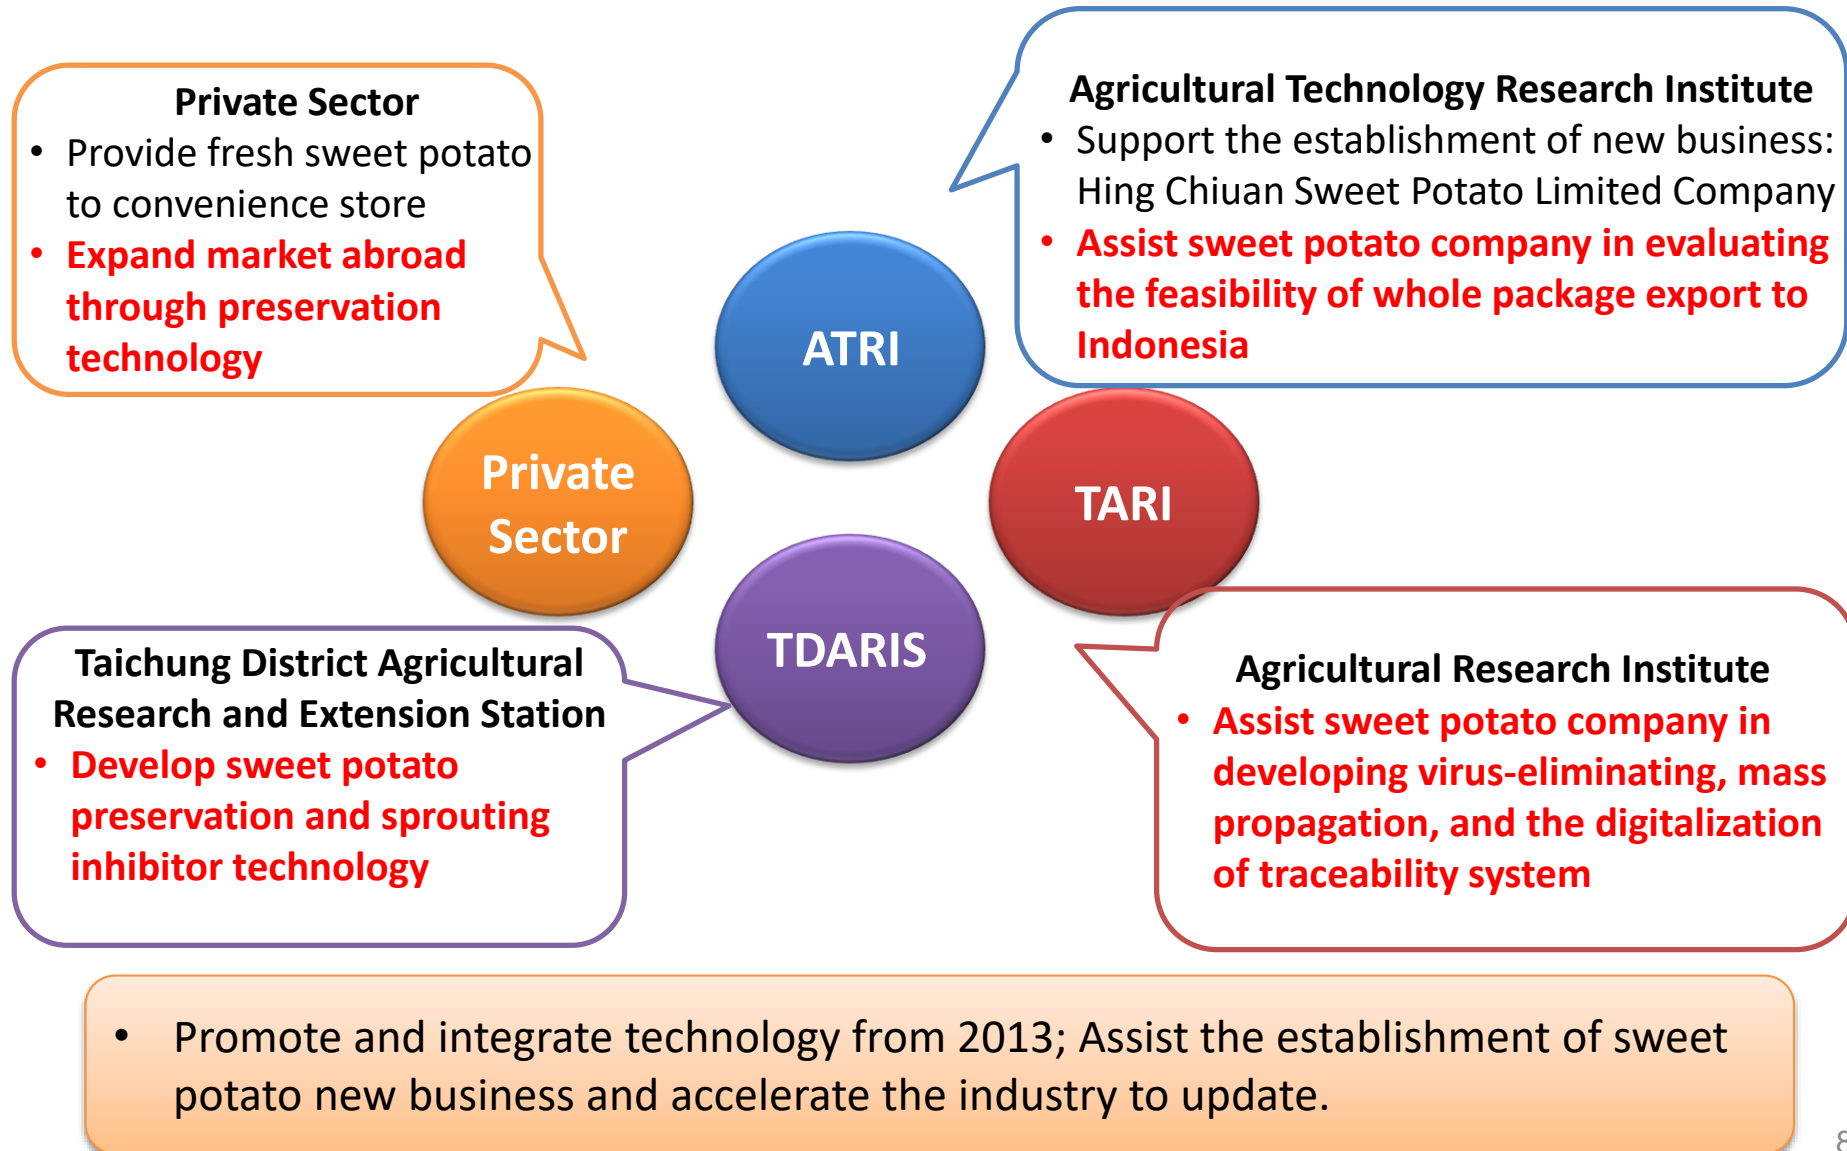 Private Sector
• Provide fresh sweet potato
to convenience store
• Expand market abroad
through preservation
technology
Agricultural Technology Research Institute
• Support the establishment of new business:
Hing Chiuan Sweet Potato Limited Company
• Assist sweet potato company in evaluating
the feasibility of whole package export to
Indonesia
ATRI
Private
Sector
TARI
TDARIS
Taichung District Agricultural
Research and Extension Station
• Develop sweet potato
preservation and sprouting
inhibitor technology
Agricultural Research Institute
• Assist sweet potato company in
developing virus-eliminating, mass
propagation, and the digitalization
of traceability system
• Promote and integrate technology from 2013; Assist the establishment of sweet
potato new business and accelerate the industry to update.
8